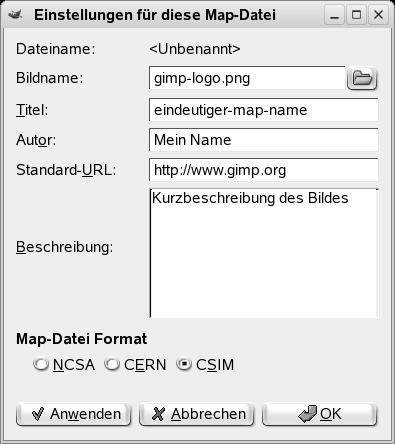 Einstellungen für diese Map-Datei
Dateiname: <Unbenannt>
Bildname: gimp-logo.png
Titel: eindeutiger-map-name
Autor: Mein Name
Standard-URL: http://www.gimp.org
Beschreibung: Kurzbeschreibung des Bildes
Map-Datei Format
NCSA CERN CSIM
Anwenden Abbrechen OK